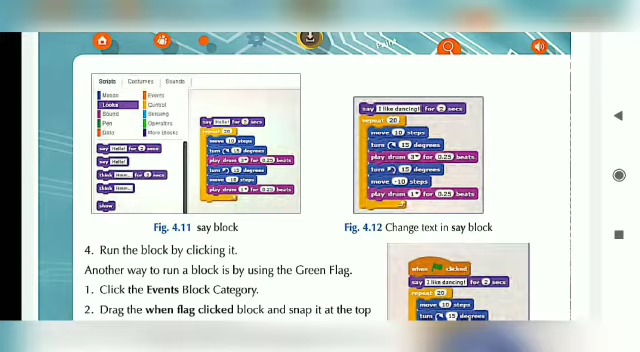 Scripts Costumes Sounds
Motion Events
Looks Control
Sound Sensing
Pen Operators
Data More Blocks
say Hello! for 2 secs
say Hello!
think Hmm... for 2 secs
think Hmm...
show
say Hello! for 2 secs
repeat 20
move 10 steps
turn 15 degrees
play drum 3 for 0.25 beats
turn 15 degrees
move -10 steps
play drum 1 for 0.25 beats
say I like dancing! for 2 secs
repeat 20
move 10 steps
turn 15 degrees
play drum 3 for 0.25 beats
turn 15 degrees
move -10 steps
play drum 1 for 0.25 beats
Fig. 4.11 say block
Fig. 4.12 Change text in say block
4. Run the block by clicking it.
Another way to run a block is by using the Green Flag.
1. Click the Events Block Category.
2. Drag the when flag clicked block and snap it at the top
when clicked
say I like dancing! for 2 secs
repeat 20
move 10 steps
turn 15 degrees